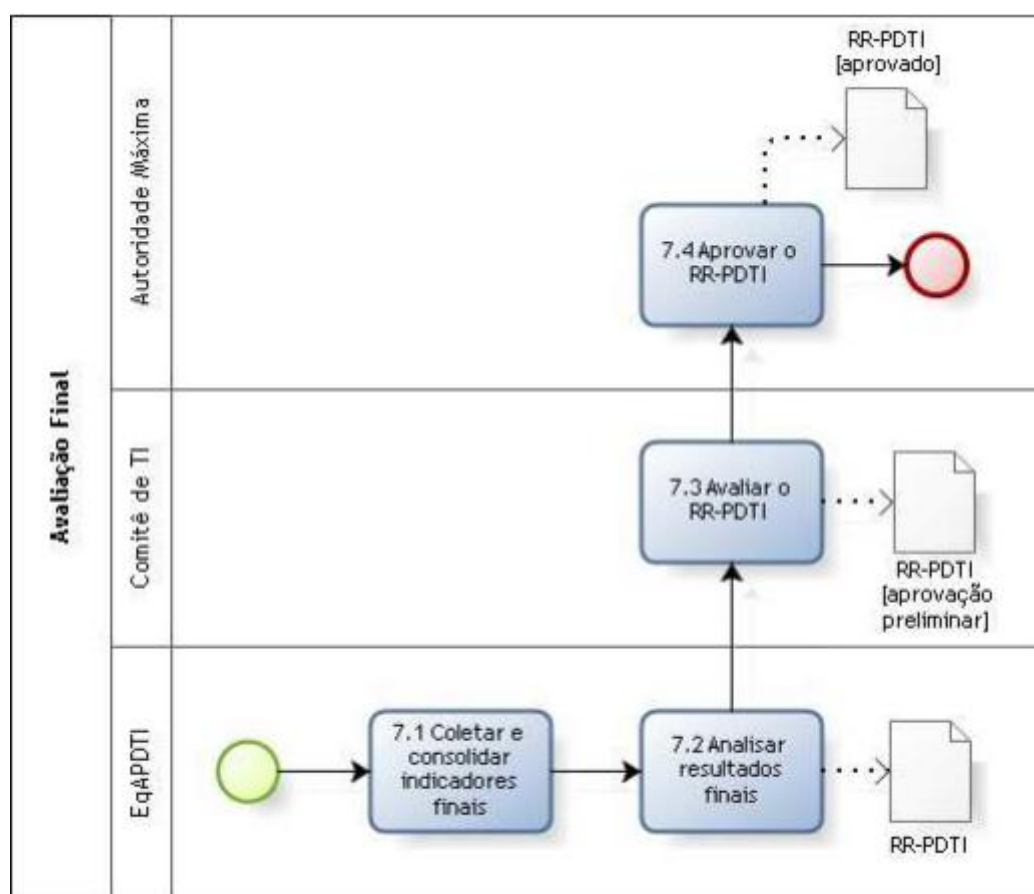 Avaliação Final
Autoridade Máxima
RR-PDTI
[aprovado]
7.4 Aprovar o
RR-PDTI
Comitê de TI
7.3 Avaliar o
RR-PDTI
RR-PDTI
[aprovação
preliminar]
EqAPDTI
7.1 Coletar e
consolidar
indicadores
finais
7.2 Analisar
resultados
finais
RR-PDTI